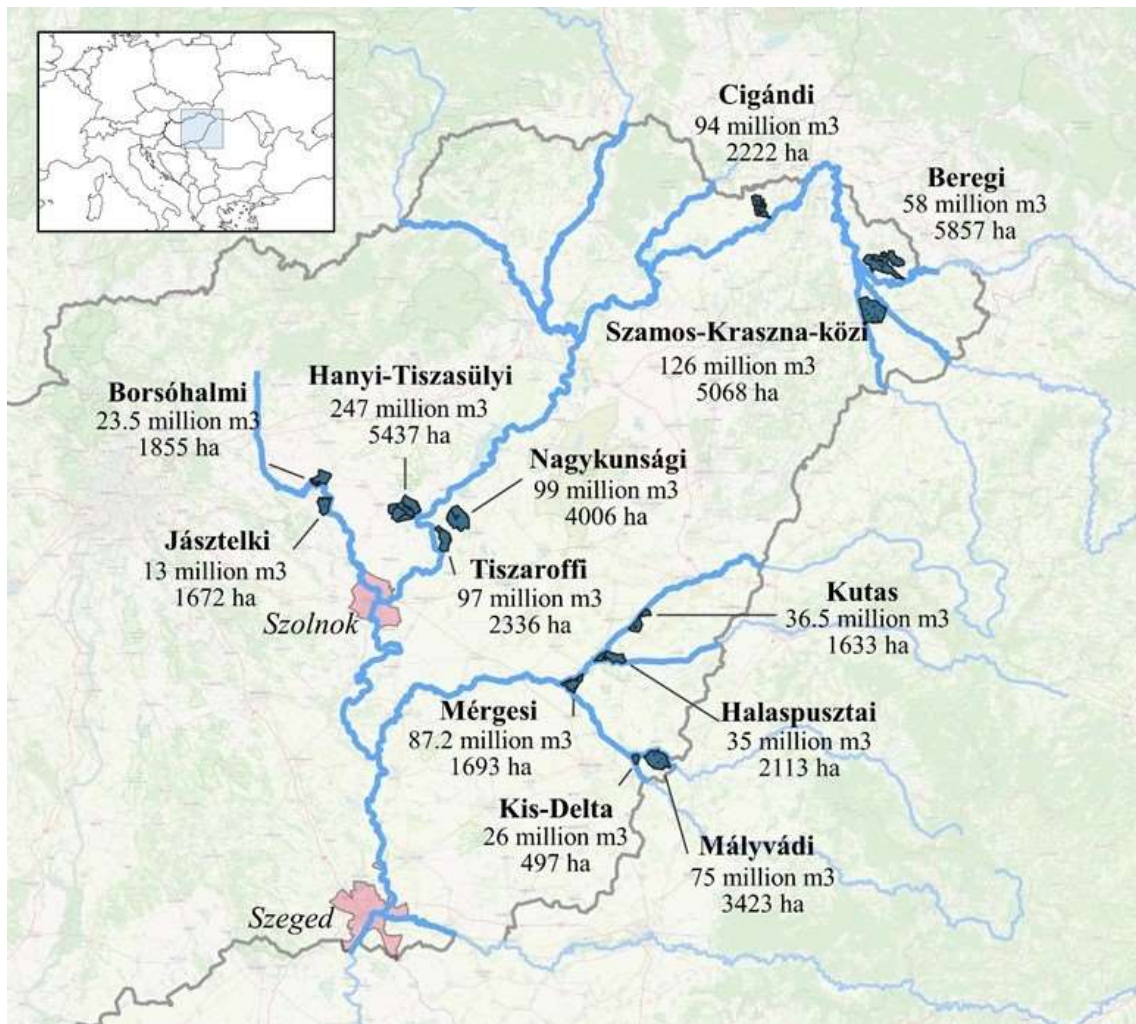 Cigándi
94 million m3
2222 ha
Beregi
58 million m3
5857 ha
Szamos-Kraszna-közi
126 million m3
5068 ha
Hanyi-Tiszasülyi
247 million m3
5437 ha
Borsóhalmi
23.5 million m3
1855 ha
Nagykunsági
99 million m3
4006 ha
Jásztelki
13 million m3
1672 ha
Tiszaroffi
97 million m3
2336 ha
Szolnok
Kutas
36.5 million m3
1633 ha
Mérgesi
87.2 million m3
1693 ha
Halaspusztai
35 million m3
2113 ha
Kis-Delta
26 million m3
497 ha
Mályvádi
75 million m3
3423 ha
Szeged